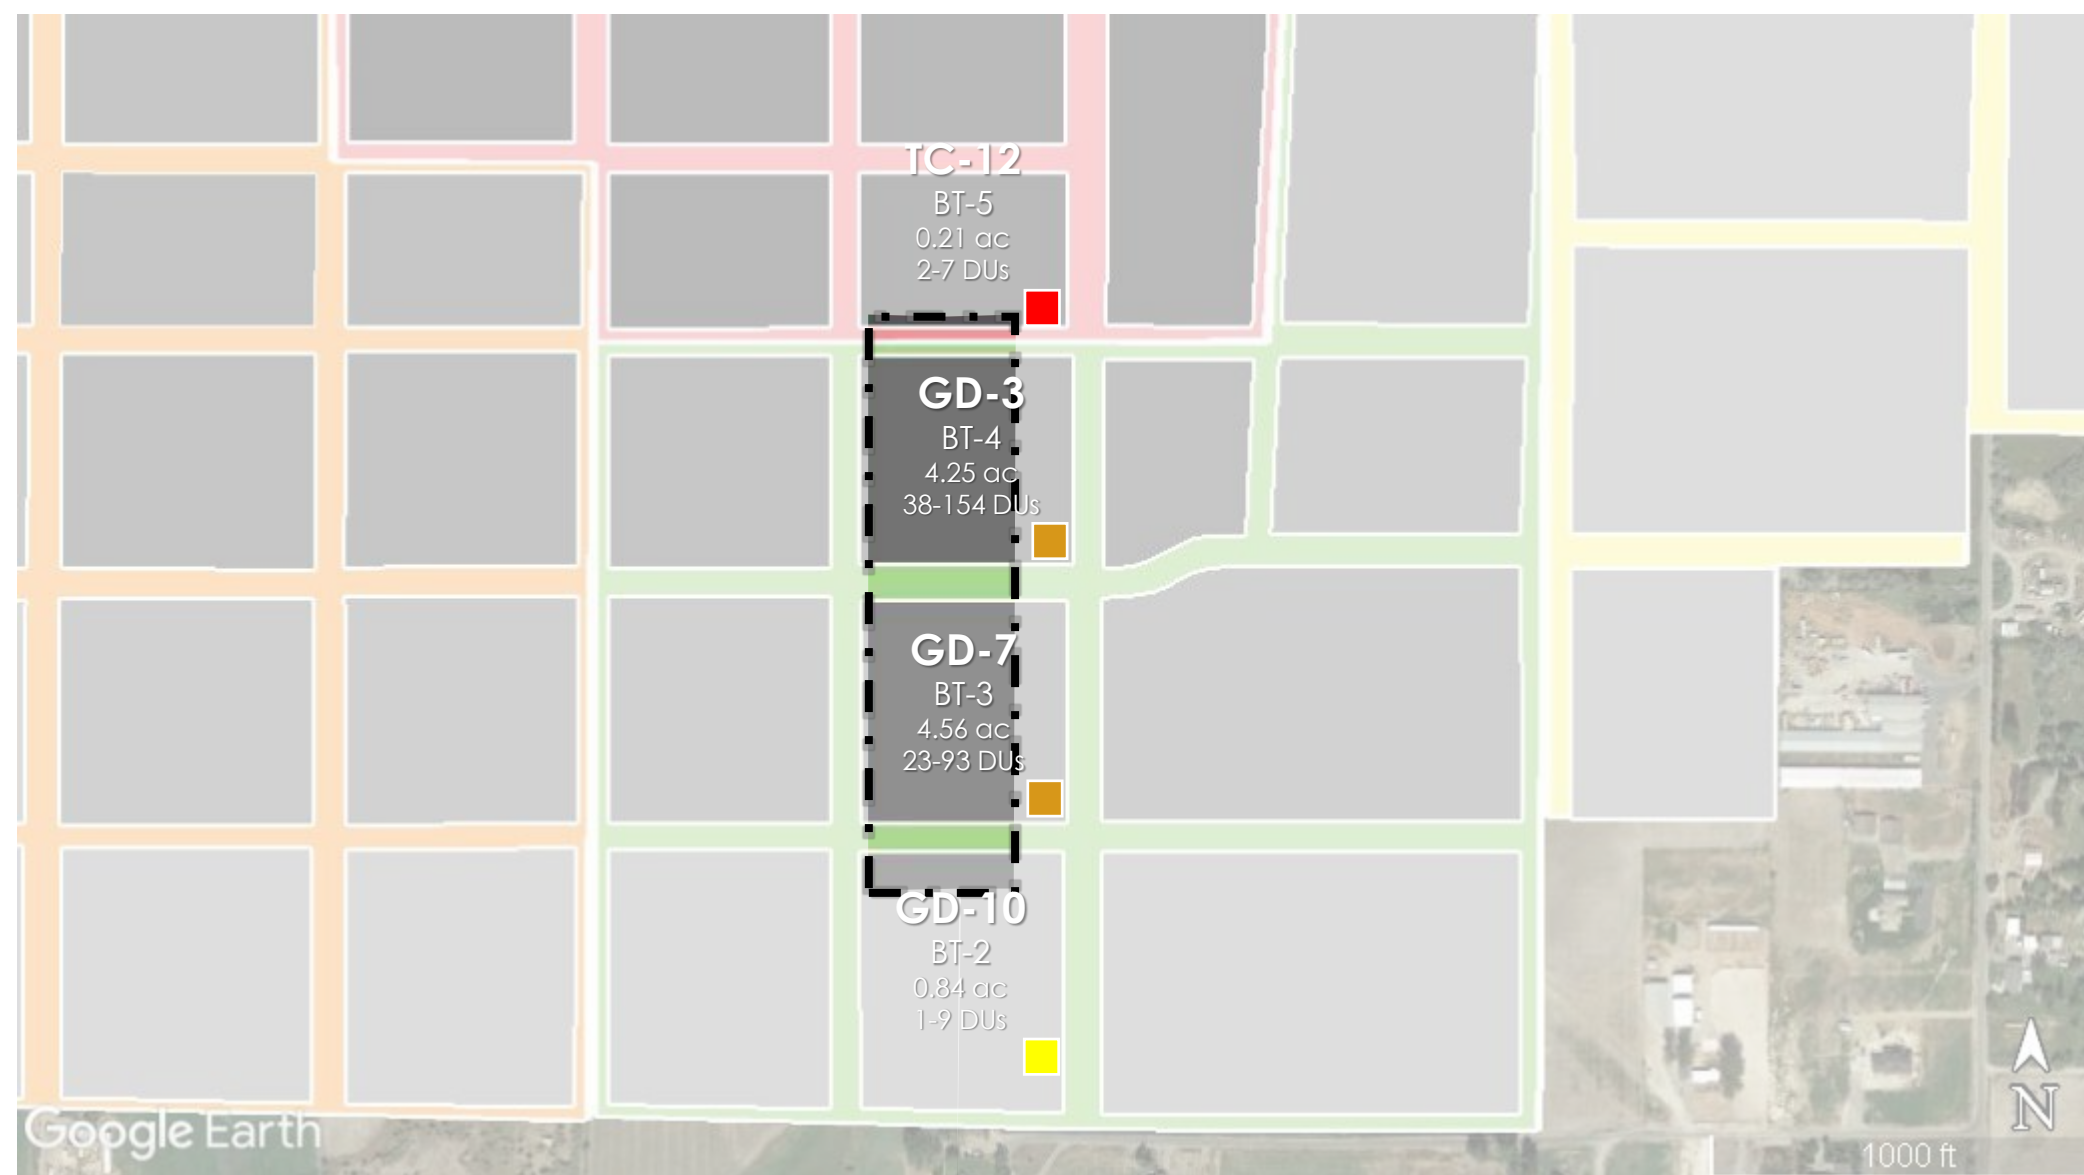 TC-12
BT-5
0.21 ac
2-7 DUs
GD-3
BT-4
4.25 ac
38-154 DUs
GD-7
BT-3
4.56 ac
23-93 DUs
GD-10
BT-2
0.84 ac
1-9 DUs
Google Earth
N
1000 ft